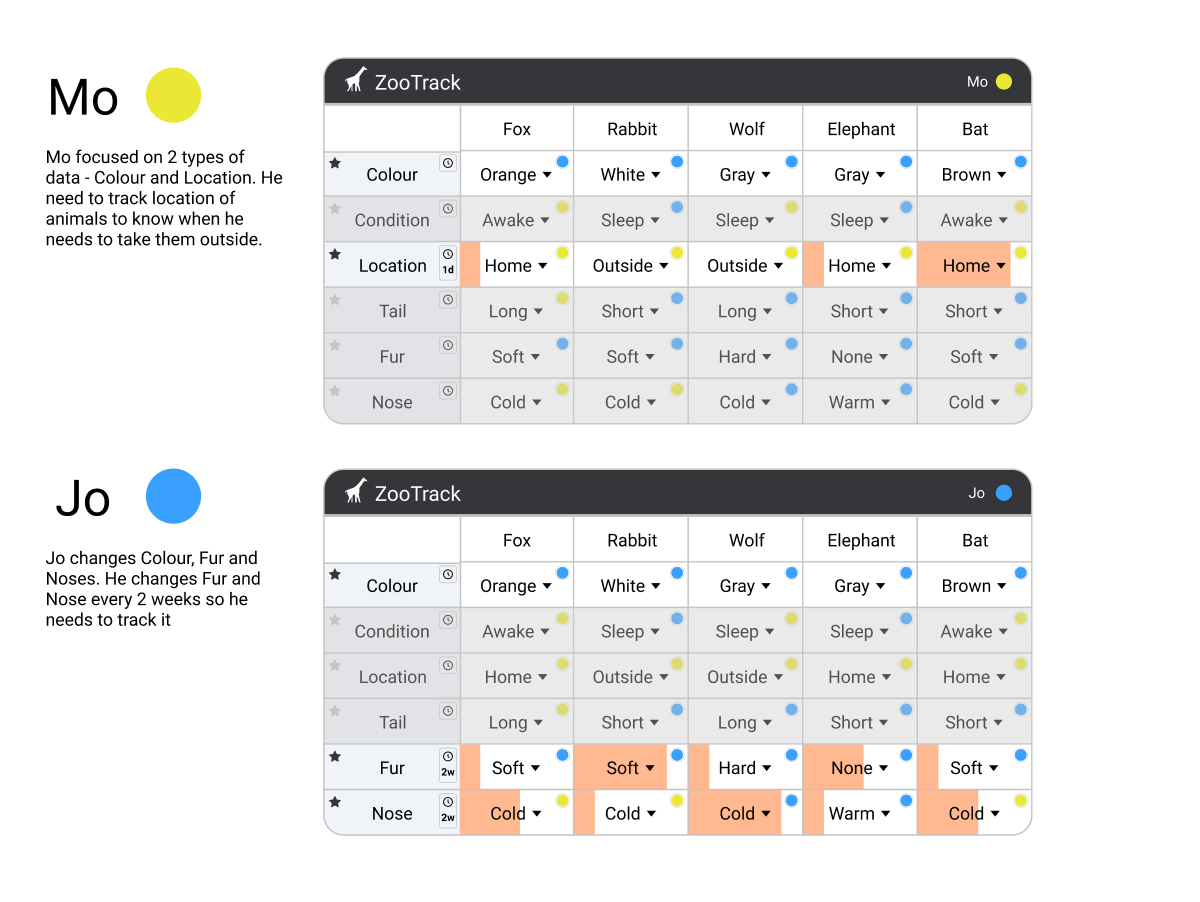 Mo
Mo focused on 2 types of
data - Colour and Location. He
need to track location of
animals to know when he
needs to take them outside.
ZooTrack Mo
Fox Rabbit Wolf Elephant Bat
Colour Orange White Gray Gray Brown
Condition Awake Sleep Sleep Sleep Awake
Location 1d Home Outside Outside Home Home
Tail Long Short Long Short Short
Fur Soft Soft Hard None Soft
Nose Cold Cold Cold Warm Cold
Jo
Jo changes Colour, Fur and
Noses. He changes Fur and
Nose every 2 weeks so he
needs to track it
ZooTrack Jo
Fox Rabbit Wolf Elephant Bat
Colour Orange White Gray Gray Brown
Condition Awake Sleep Sleep Sleep Awake
Location Home Outside Outside Home Home
Tail Long Short Long Short Short
Fur 2w Soft Soft Hard None Soft
Nose 2w Cold Cold Cold Warm Cold